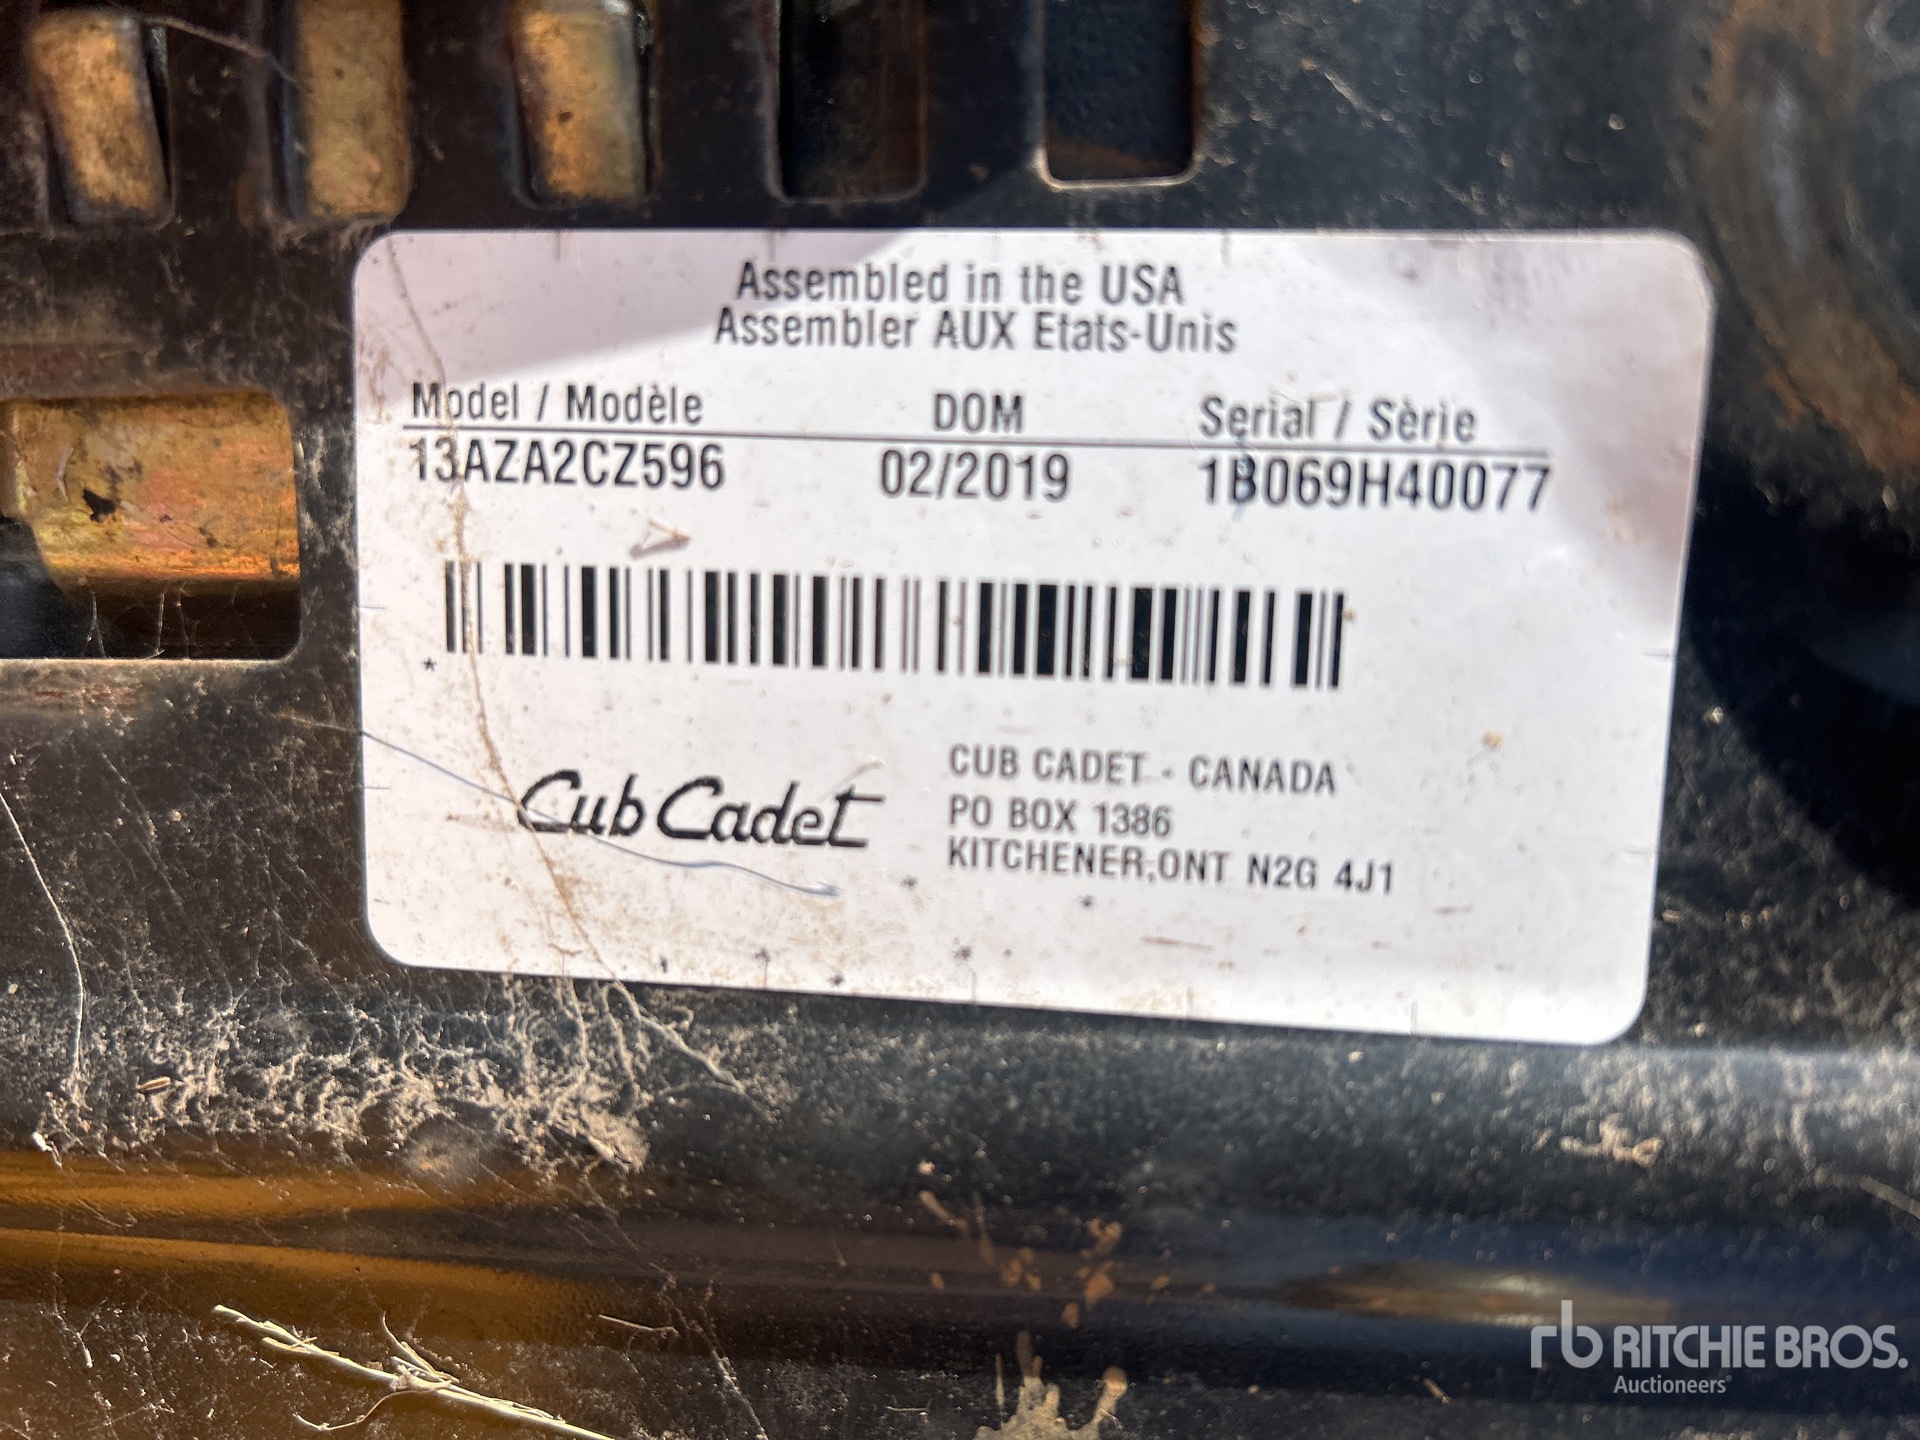 Assembled in the USA
Assembler AUX Etats-Unis
Model / Modèle DOM Serial / Sèrie
13AZA2CZ596 02/2019 1B069H40077
Cub Cadet
CUB CADET - CANADA
PO BOX 1386
KITCHENER,ONT N2G 4J1
rb RITCHIE BROS.
Auctioneers